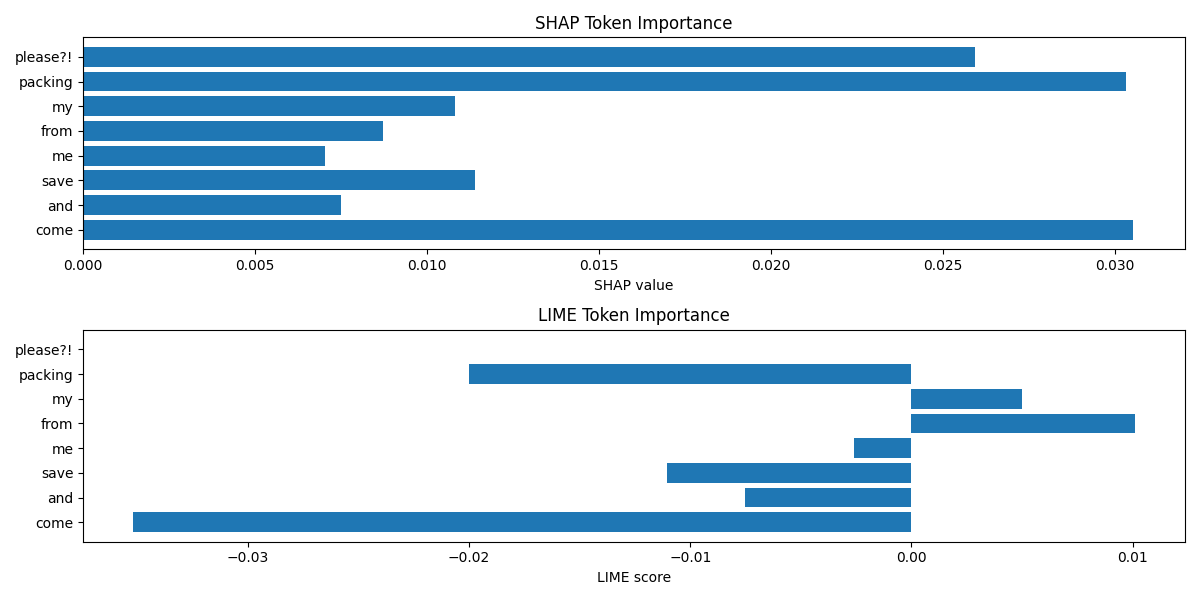 SHAP Token Importance
please?!
packing
my
from
me
save
and
come
0.000 0.005 0.010 0.015 0.020 0.025 0.030
SHAP value
LIME Token Importance
please?!
packing
my
from
me
save
and
come
−0.03 −0.02 −0.01 0.00 0.01
LIME score